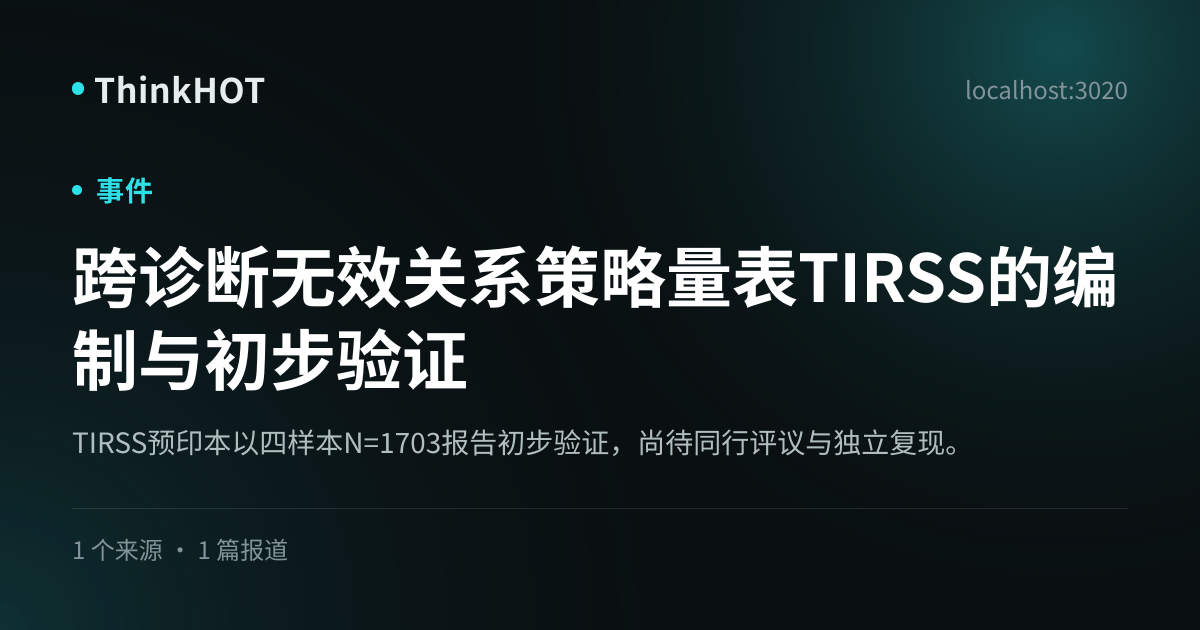 ThinkHOT
localhost:3020
事件
跨诊断无效关系策略量表TIRSS的编
制与初步验证
TIRSS预印本以四样本N=1703报告初步验证，尚待同行评议与独立复现。
1 个来源 · 1 篇报道